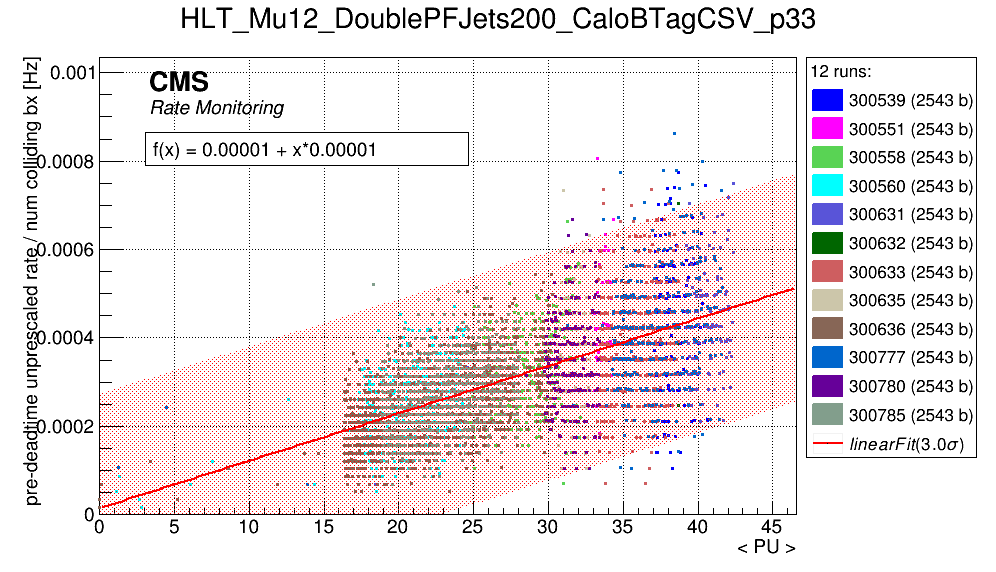 HLT_Mu12_DoublePFJets200_CaloBTagCSV_p33
pre-deadtime unprescaled rate / num colliding bx [Hz]
0.001
0.0008
0.0006
0.0004
0.0002
0
CMS
Rate Monitoring
f(x) = 0.00001 + x*0.00001
0 5 10 15 20 25 30 35 40 45
< PU >
12 runs:
300539 (2543 b)
300551 (2543 b)
300558 (2543 b)
300560 (2543 b)
300631 (2543 b)
300632 (2543 b)
300633 (2543 b)
300635 (2543 b)
300636 (2543 b)
300777 (2543 b)
300780 (2543 b)
300785 (2543 b)
linearFit(3.0σ)